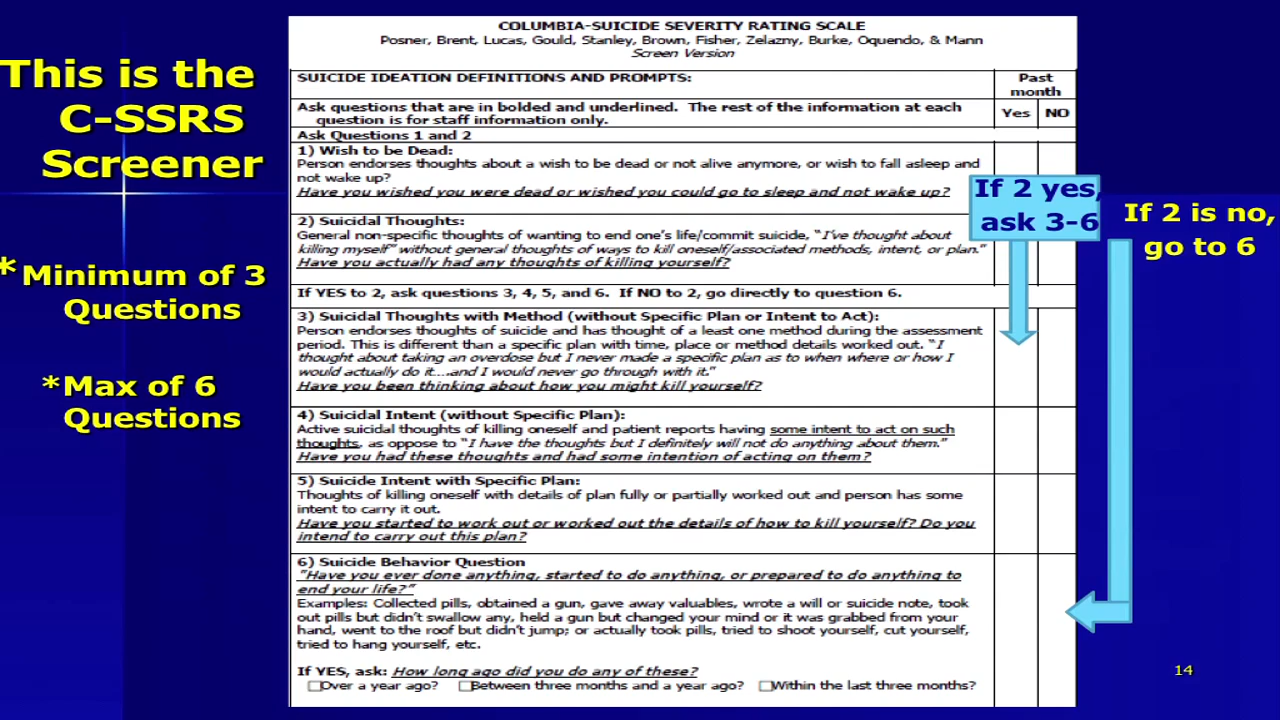 This is the
C-SSRS
Screener
*Minimum of 3
Questions
*Max of 6
Questions
COLUMBIA-SUICIDE SEVERITY RATING SCALE
Posner, Brent, Lucas, Gould, Stanley, Brown, Fisher, Zelazny, Burke, Oquendo, & Mann
Screen Version
SUICIDE IDEATION DEFINITIONS AND PROMPTS:
Past
month
Ask questions that are in bolded and underlined. The rest of the information at each
question is for staff information only.
Yes NO
Ask Questions 1 and 2
1) Wish to be Dead:
Person endorses thoughts about a wish to be dead or not alive anymore, or wish to fall asleep and
not wake up?
Have you wished you were dead or wished you could go to sleep and not wake up?
2) Suicidal Thoughts:
General non-specific thoughts of wanting to end one's life/commit suicide, "I've thought about
killing myself" without general thoughts of ways to kill oneself/associated methods, intent, or plan."
Have you actually had any thoughts of killing yourself?
If YES to 2, ask questions 3, 4, 5, and 6. If NO to 2, go directly to question 6.
3) Suicidal Thoughts with Method (without Specific Plan or Intent to Act):
Person endorses thoughts of suicide and has thought of a least one method during the assessment
period. This is different than a specific plan with time, place or method details worked out. "I
thought about taking an overdose but I never made a specific plan as to when where or how I
would actually do it....and I would never go through with it."
Have you been thinking about how you might kill yourself?
4) Suicidal Intent (without Specific Plan):
Active suicidal thoughts of killing oneself and patient reports having some intent to act on such
thoughts, as oppose to "I have the thoughts but I definitely will not do anything about them."
Have you had these thoughts and had some intention of acting on them?
5) Suicide Intent with Specific Plan:
Thoughts of killing oneself with details of plan fully or partially worked out and person has some
intent to carry it out.
Have you started to work out or worked out the details of how to kill yourself? Do you
intend to carry out this plan?
6) Suicide Behavior Question
"Have you ever done anything, started to do anything, or prepared to do anything to
end your life?"
Examples: Collected pills, obtained a gun, gave away valuables, wrote a will or suicide note, took
out pills but didn't swallow any, held a gun but changed your mind or it was grabbed from your
hand, went to the roof but didn't jump; or actually took pills, tried to shoot yourself, cut yourself,
tried to hang yourself, etc.
If YES, ask: How long ago did you do any of these?
Over a year ago? Between three months and a year ago? Within the last three months?
If 2 yes,
ask 3-6
If 2 is no,
go to 6
14